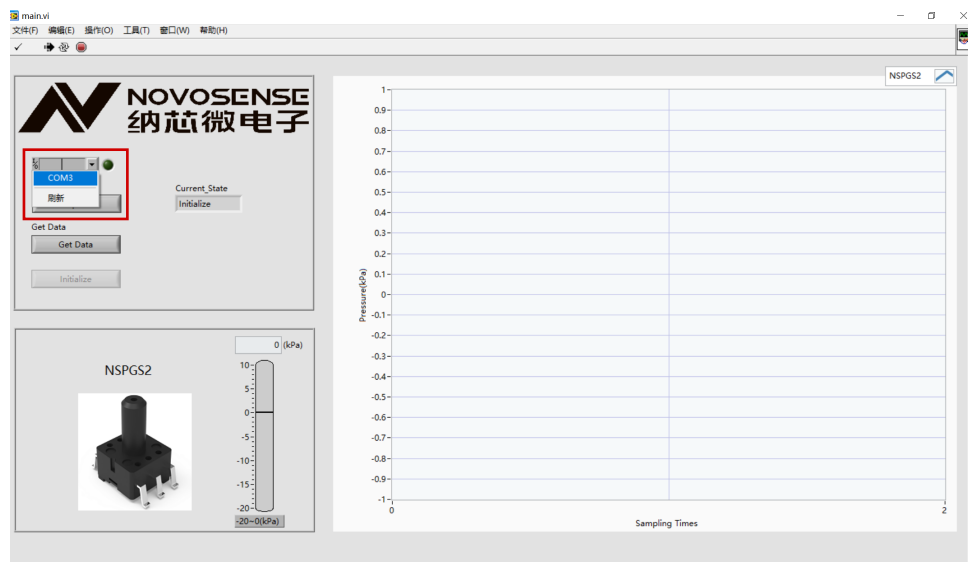 main.vi
文件(F) 编辑(E) 操作(O) 工具(T) 窗口(W) 帮助(H)
NOVOSENSE
纳芯微电子
COM3
刷新
Current_State
Initialize
Get Data
Get Data
Initialize
NSPGS2
0 (kPa)
10
5
0
-5
-10
-15
-20
-20~0(kPa)
NSPGS2
Pressure(kPa)
1
0.9
0.8
0.7
0.6
0.5
0.4
0.3
0.2
0.1
0
-0.1
-0.2
-0.3
-0.4
-0.5
-0.6
-0.7
-0.8
-0.9
-1
0 2
Sampling Times